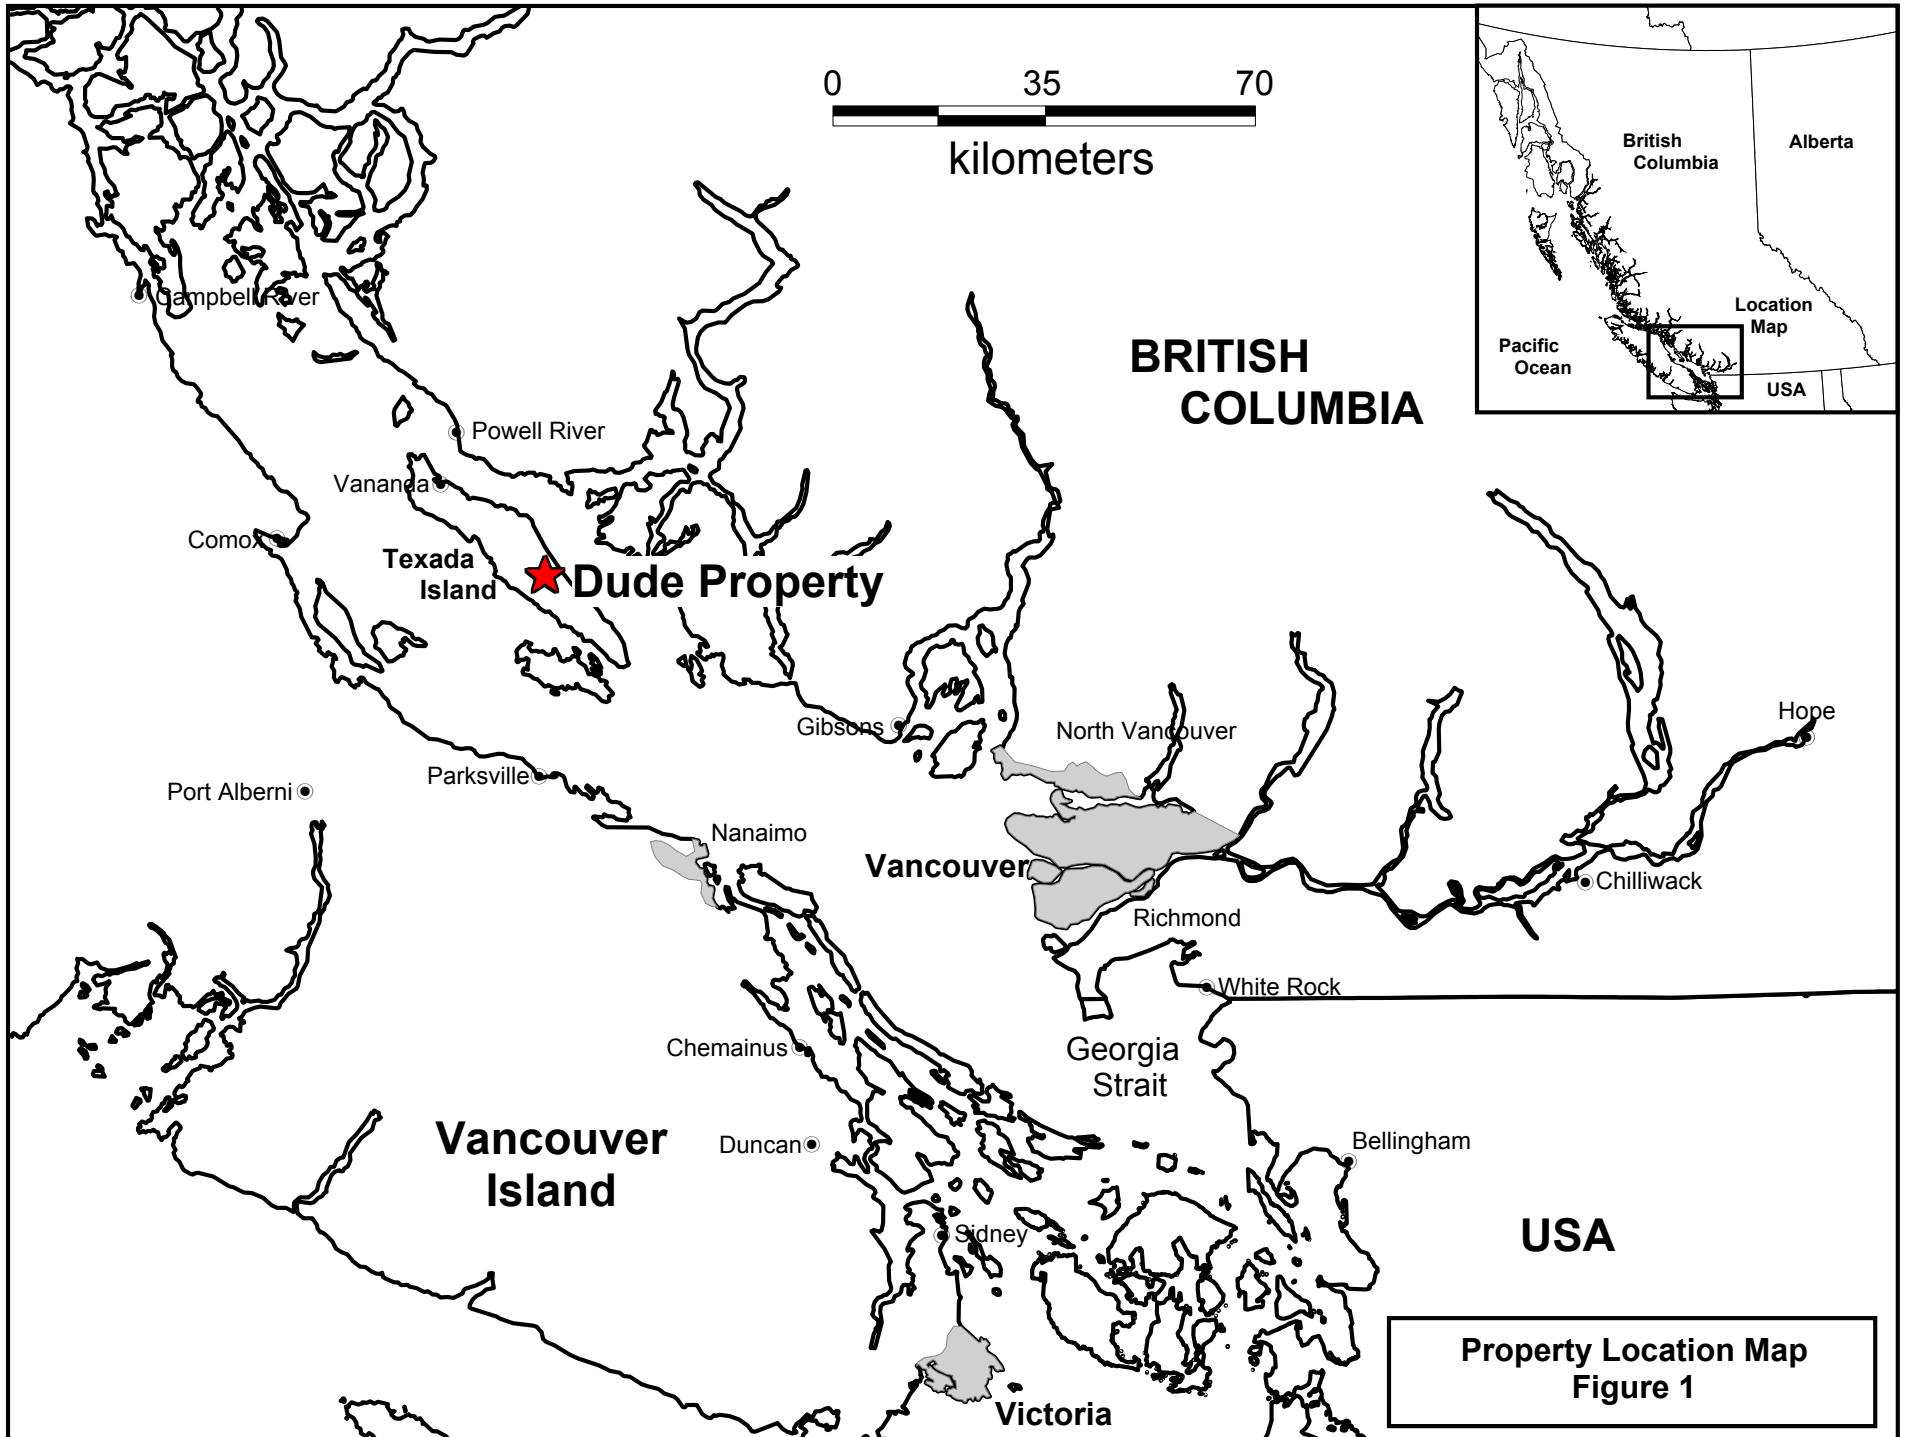 0 35 70
kilometers
British
Columbia
Alberta
Location
Map
Pacific
Ocean
USA
Campbell River
BRITISH
COLUMBIA
Powell River
Vananda
Comox
Texada
Island
Dude Property
Gibsons
North Vancouver
Hope
Parksville
Port Alberni
Nanaimo
Vancouver
Chilliwack
Richmond
White Rock
Georgia
Strait
Chemainus
Vancouver
Island
Duncan
Bellingham
Sidney
USA
Property Location Map
Figure 1
Victoria